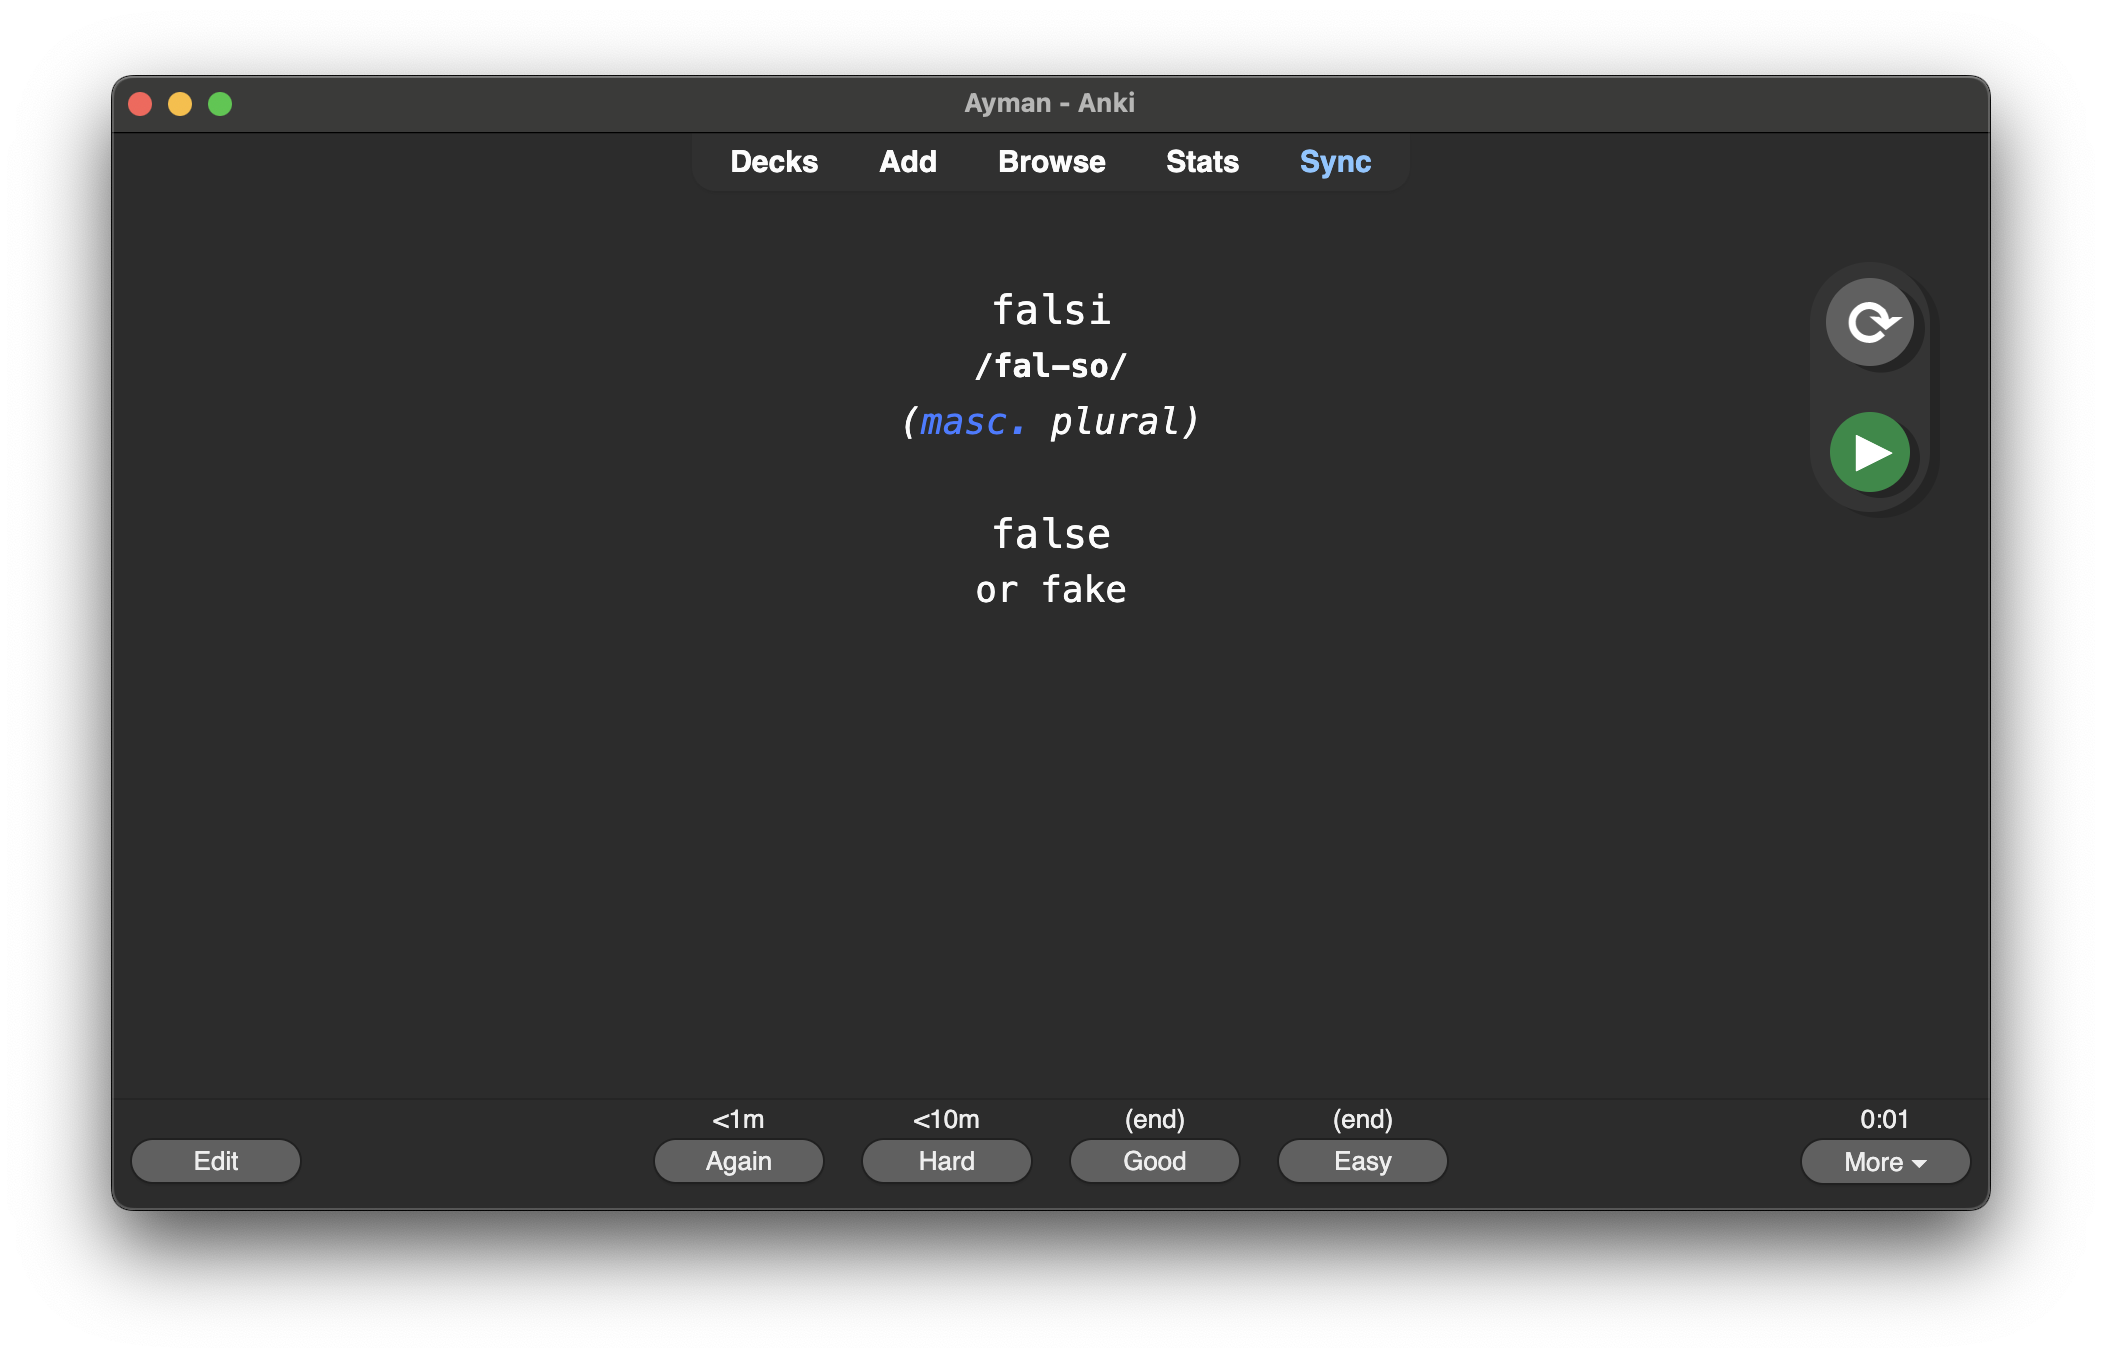 Ayman - Anki
Decks Add Browse Stats Sync
falsi
/fal-so/
(masc. plural)
false
or fake
<1m <10m (end) (end) 0:01
Edit Again Hard Good Easy More